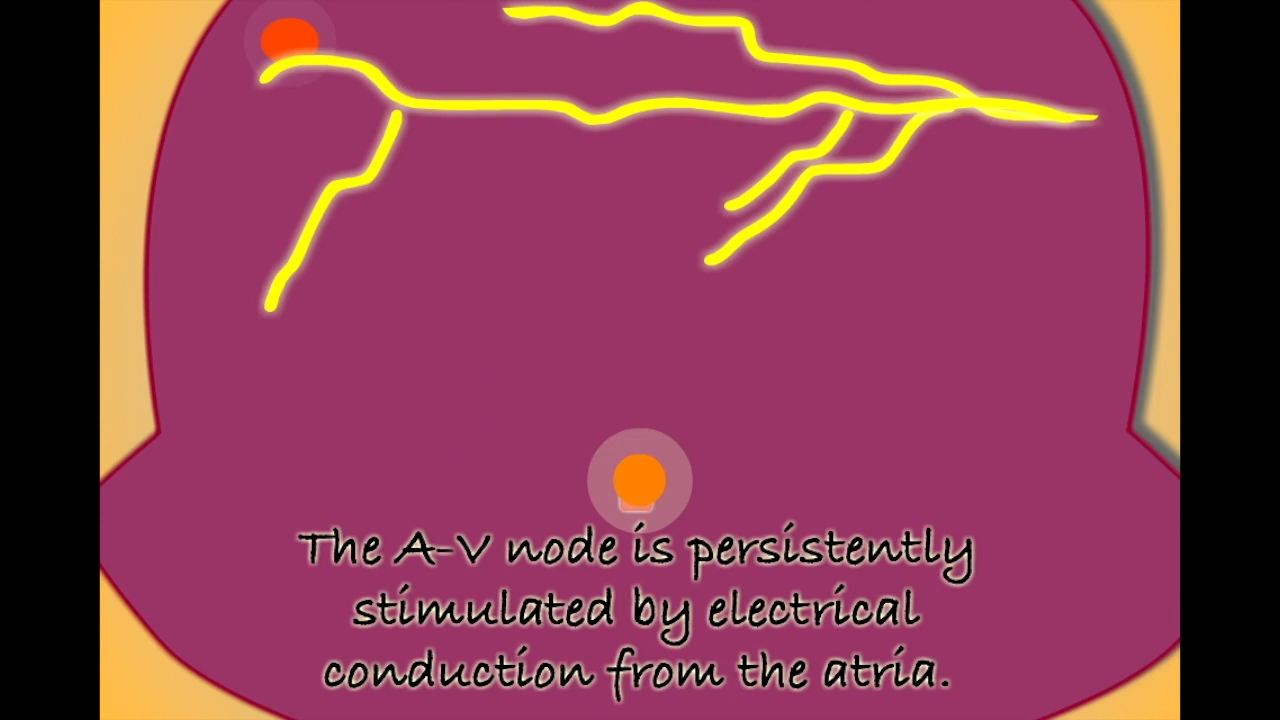 The A-V node is persistently
stimulated by electrical
conduction from the atria.